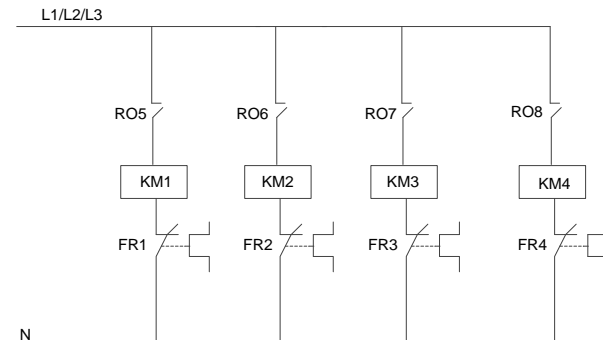 L1/L2/L3
RO5 RO6 RO7 RO8
KM1 KM2 KM3 KM4
FR1 FR2 FR3 FR4
N